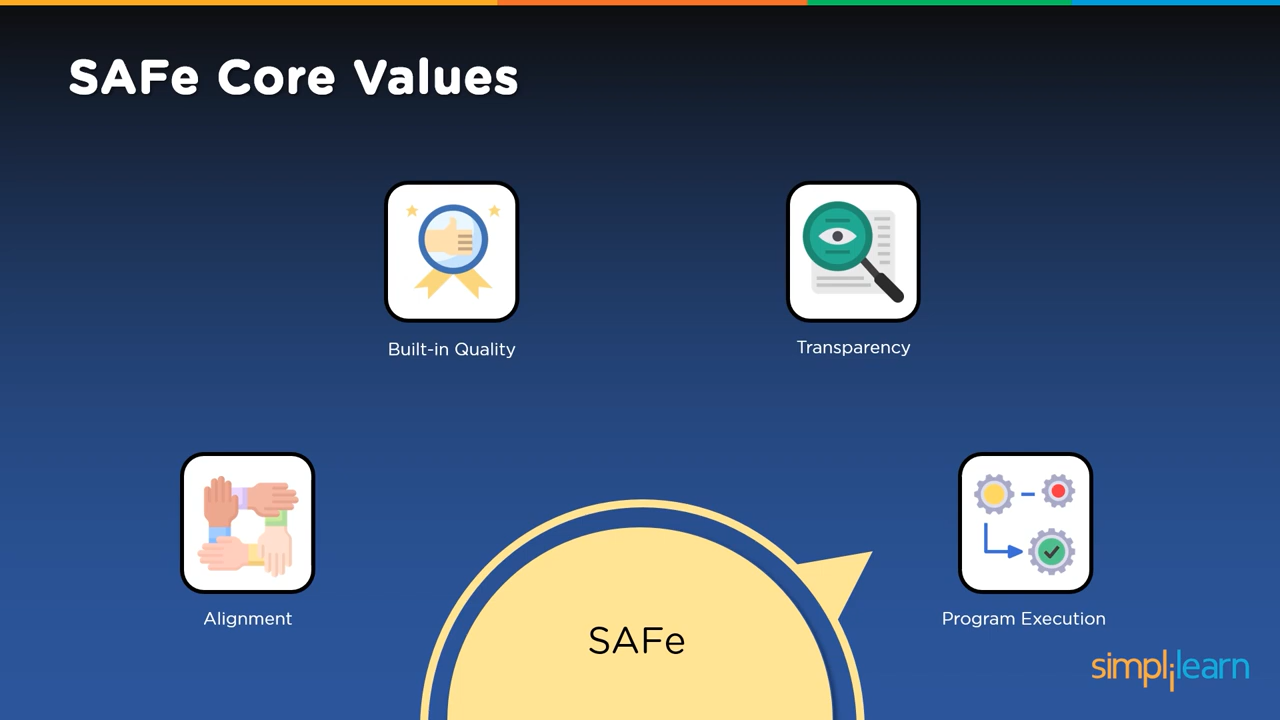 SAFe Core Values
Built-in Quality
Transparency
Alignment
Program Execution
SAFe
simplilearn